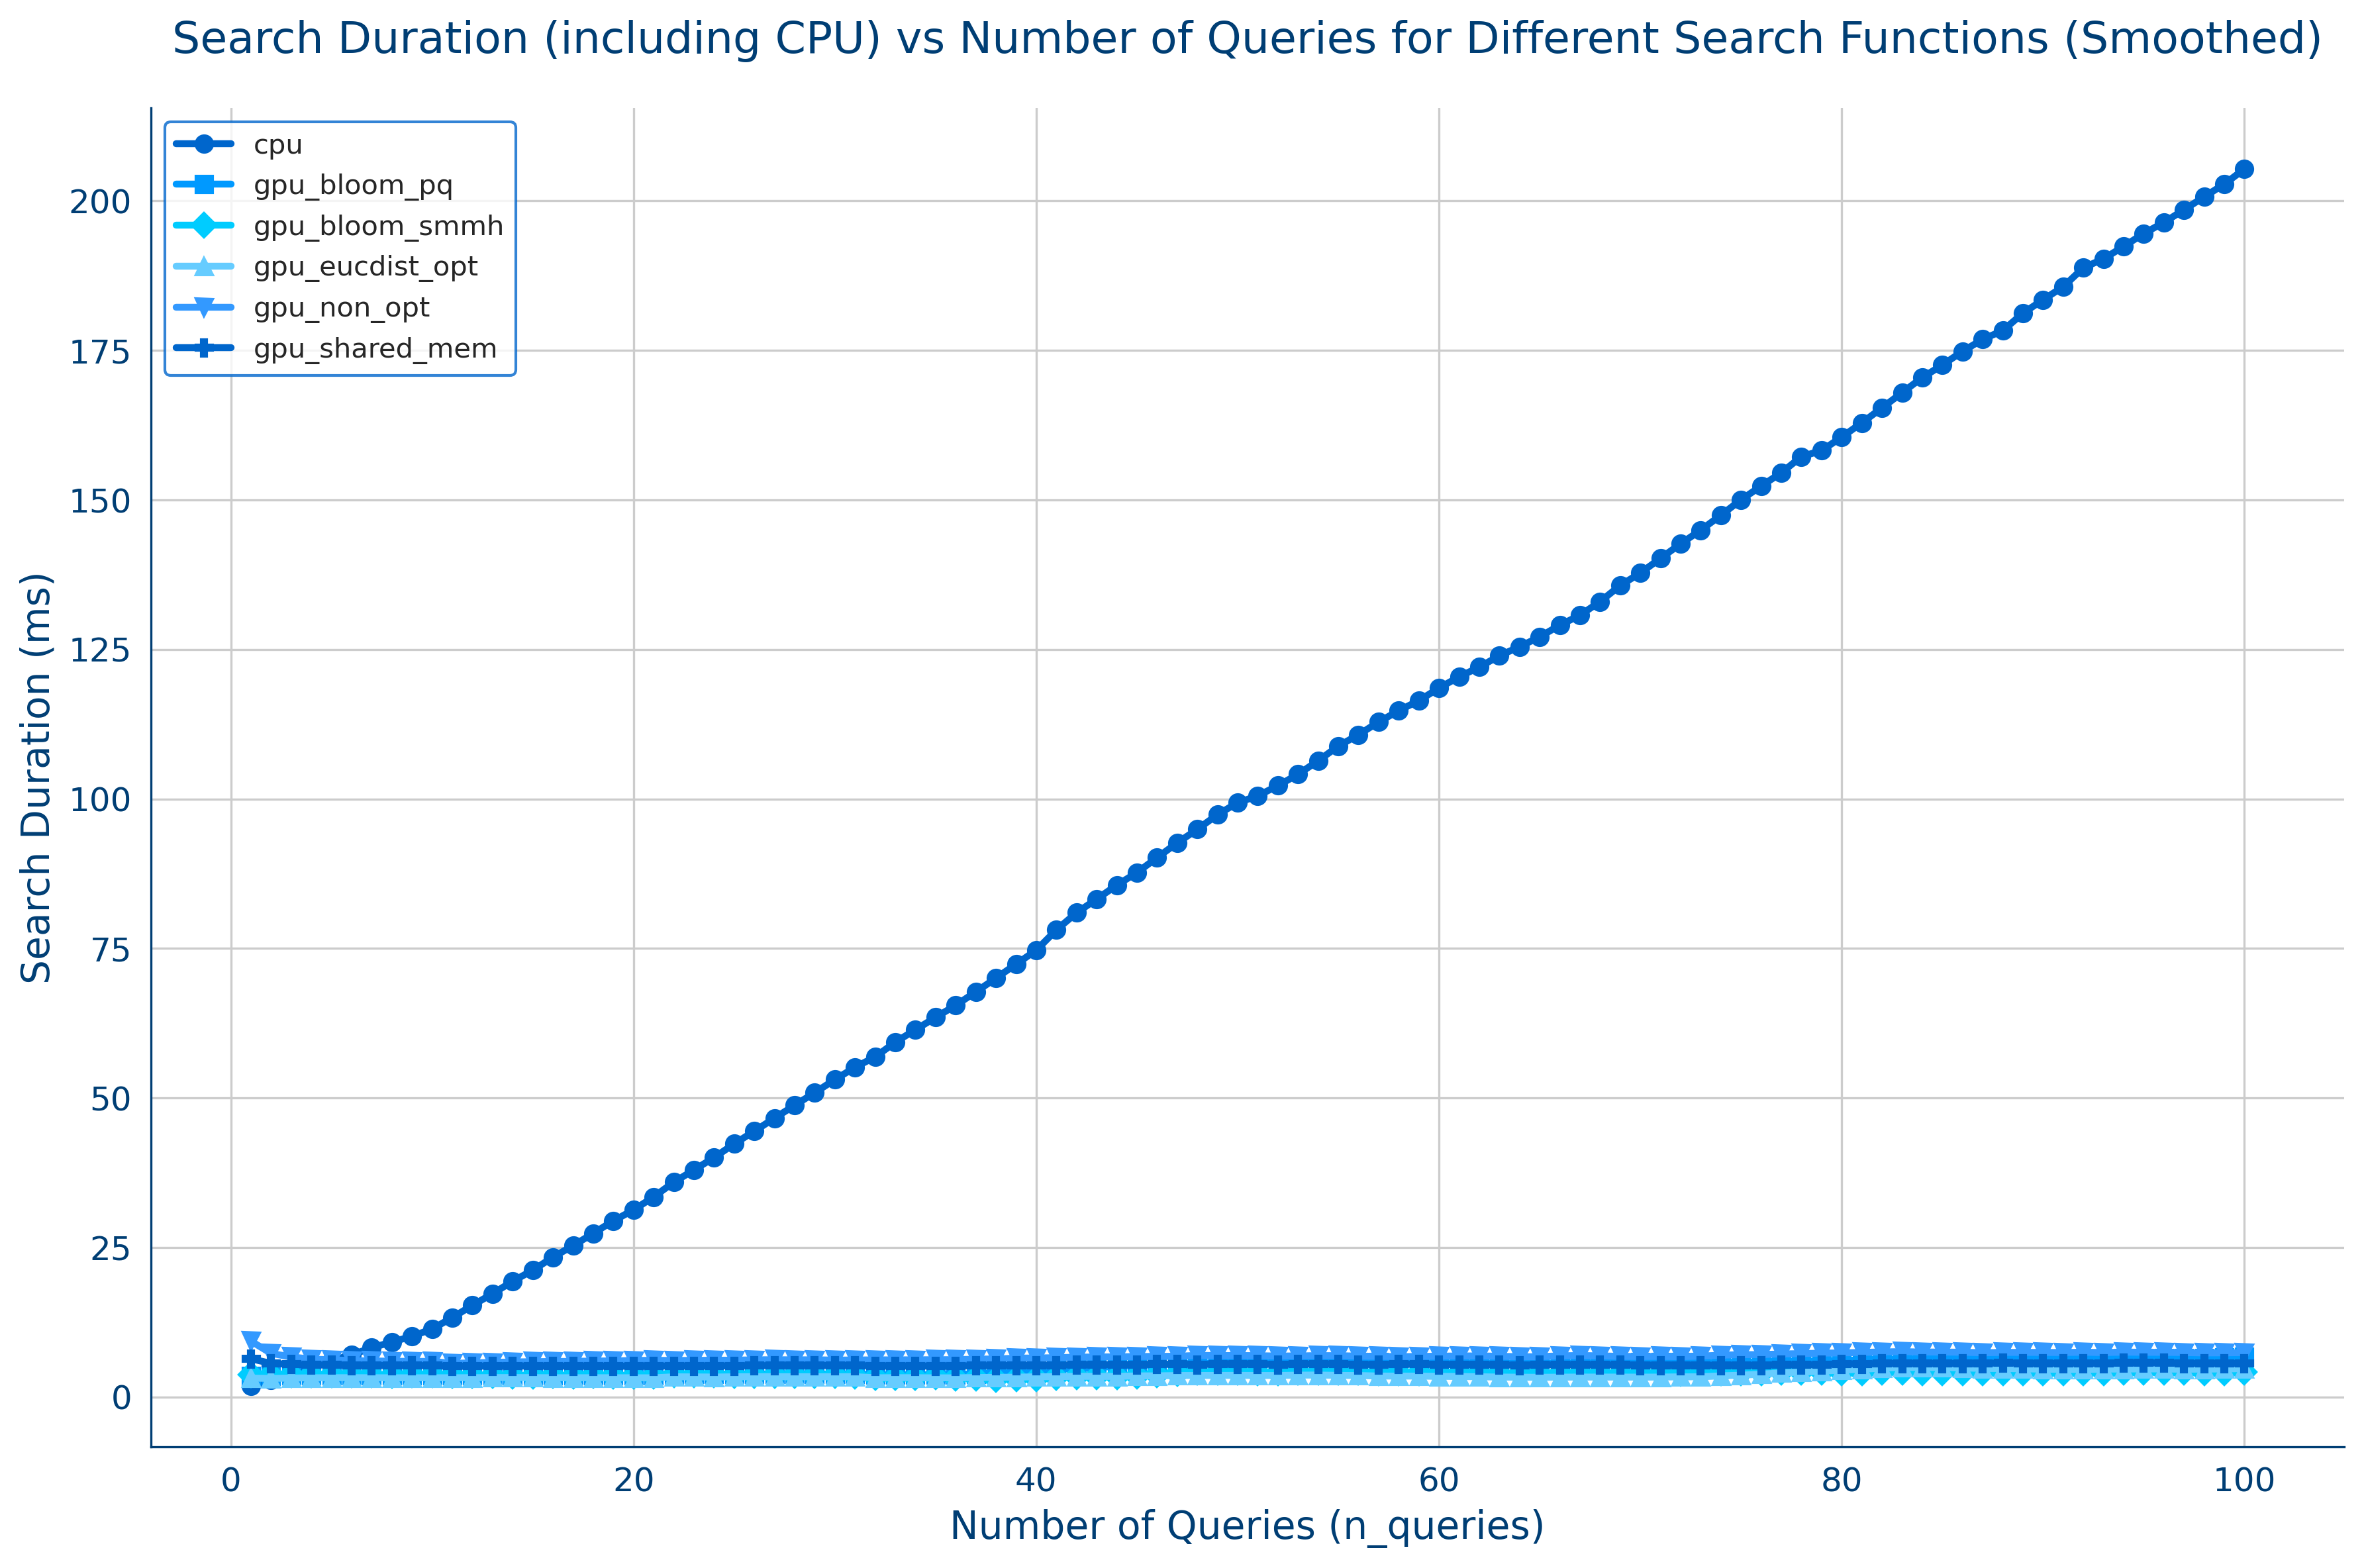 Search Duration (including CPU) vs Number of Queries for Different Search Functions (Smoothed)
cpu
gpu_bloom_pq
gpu_bloom_smmh
gpu_eucdist_opt
gpu_non_opt
gpu_shared_mem
Search Duration (ms)
200
175
150
125
100
75
50
25
0
0 20 40 60 80 100
Number of Queries (n_queries)